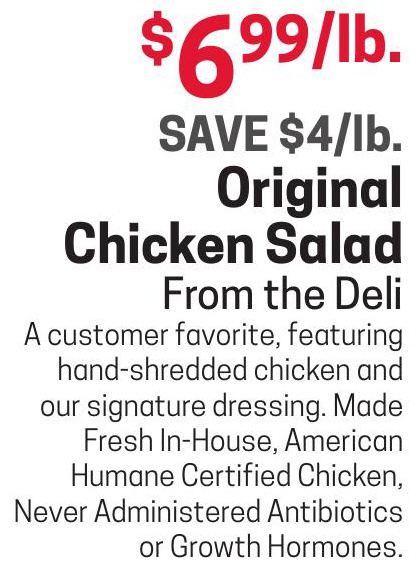 $6.99/lb.
SAVE $4/lb.
Original
Chicken Salad
From the Deli
A customer favorite, featuring
hand-shredded chicken and
our signature dressing. Made
Fresh In-House, American
Humane Certified Chicken,
Never Administered Antibiotics
or Growth Hormones.